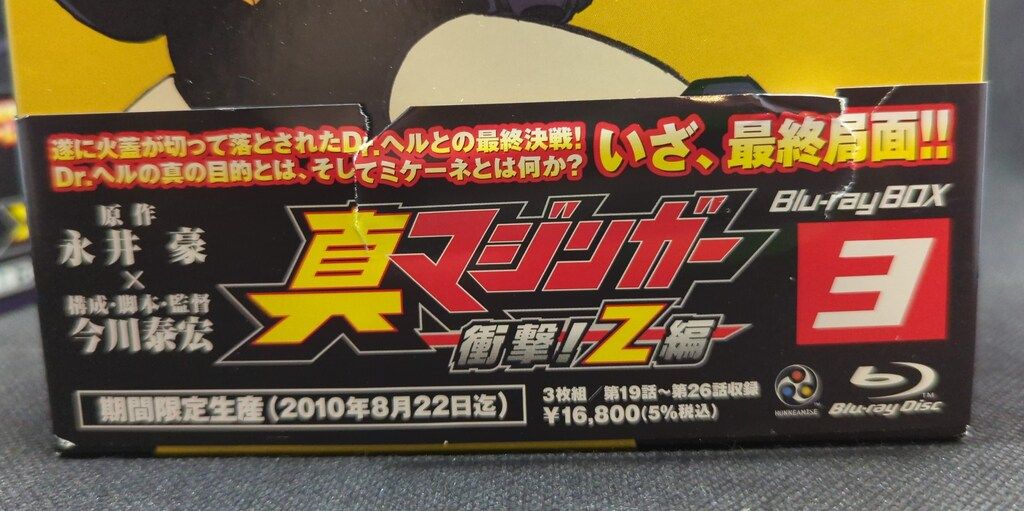 遂に火蓋が切って落とされたDr.ヘルとの最終決戦!
Dr.ヘルの真の目的とは、そしてミケーネとは何か?
いざ、最終局面!!
原作
永井豪
×
構成・脚本・監督
今川泰宏
真マジンガー
衝撃!Z編
Blu-ray BOX
3
期間限定生産(2010年8月22日迄)
3枚組/第19話~第26話収録
¥16,800(5%税込)
HONNEAMISE
Blu-ray Disc
TM